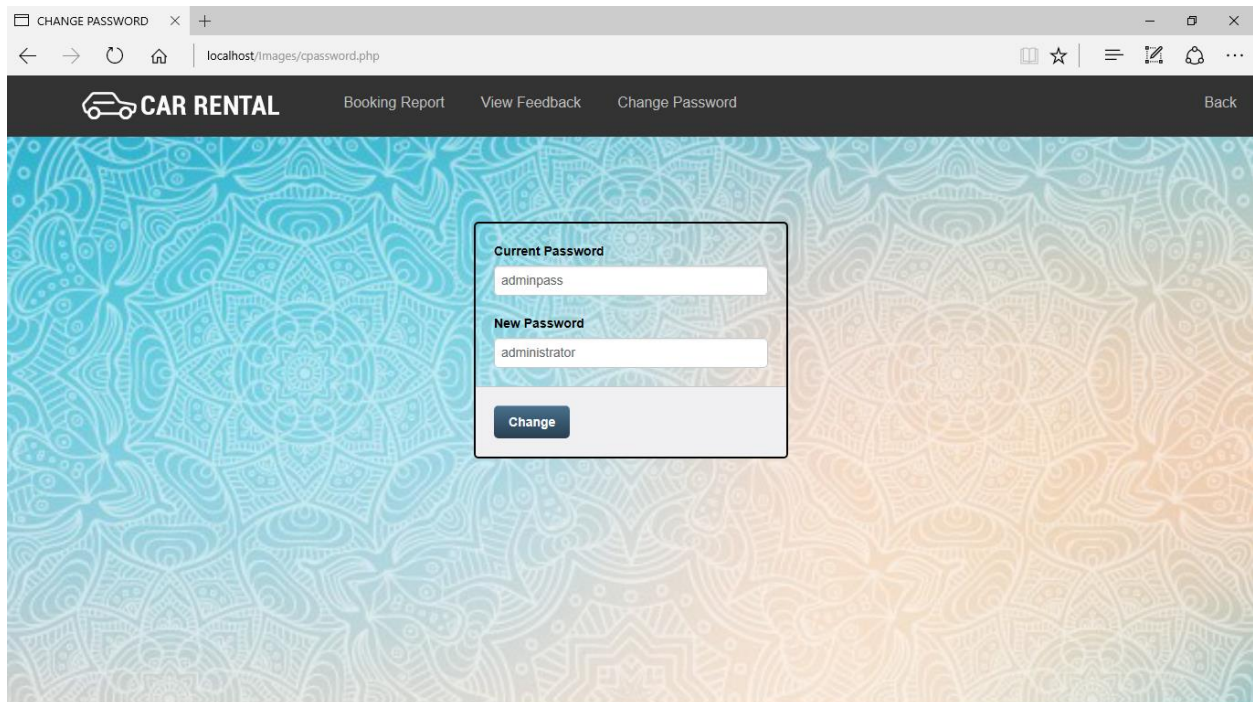 CHANGE PASSWORD
localhost/Images/cpassword.php
CAR RENTAL Booking Report View Feedback Change Password Back
Current Password
adminpass
New Password
administrator
Change